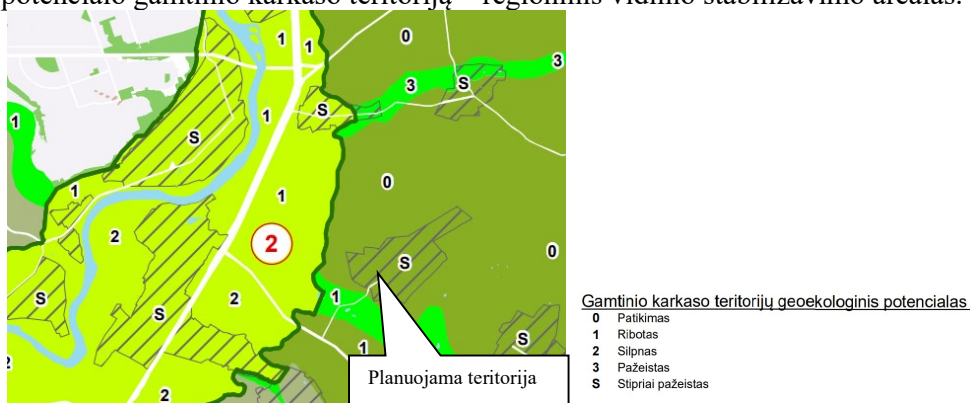 potencialo gamtinio karkaso teritorijų – regioninis vidinio stabilizavimo arealas.
1
1
0
3
3
S
S
1
1
S
1
1
0
2
2
S
0
S
2
S
1
1
S
2
2
Planuojama teritorija
Gamtinio karkaso teritorijų geoekologinis potencialas
0 Patikimas
1 Ribotas
2 Silpnas
3 Pažeistas
S Stipriai pažeistas